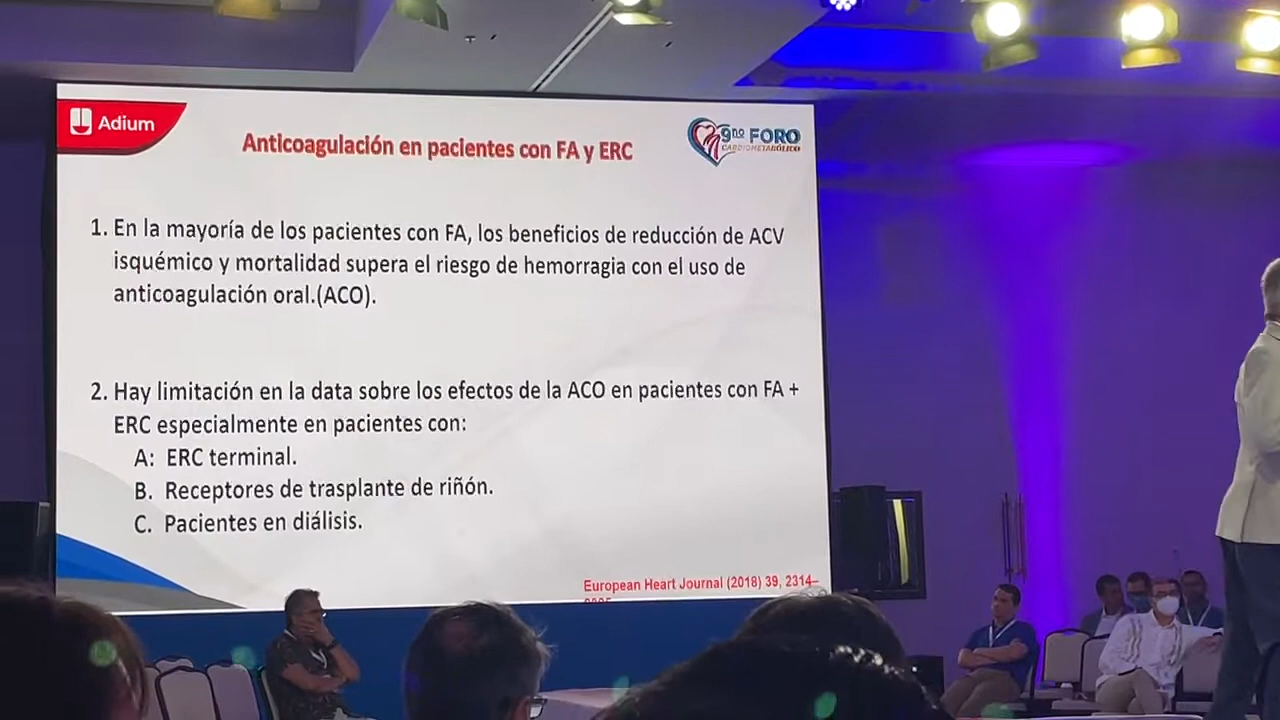 Adium
Anticoagulación en pacientes con FA y ERC
9no FORO
CARDIOMETABÓLICO
1. En la mayoría de los pacientes con FA, los beneficios de reducción de ACV
isquémico y mortalidad supera el riesgo de hemorragia con el uso de
anticoagulación oral.(ACO).
2. Hay limitación en la data sobre los efectos de la ACO en pacientes con FA +
ERC especialmente en pacientes con:
A: ERC terminal.
B. Receptores de trasplante de riñón.
C. Pacientes en diálisis.
European Heart Journal (2018) 39, 2314–